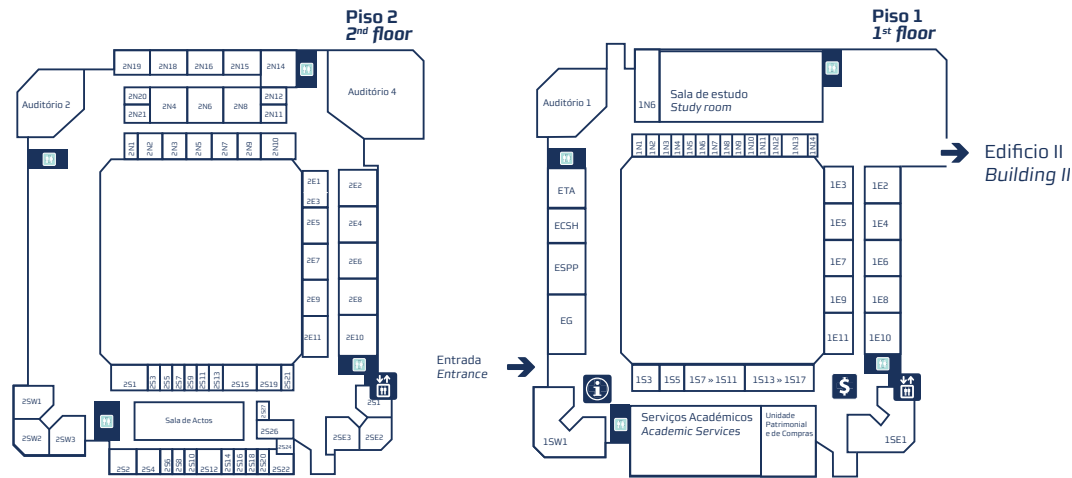 Piso 2
2nd floor
2N19 2N18 2N16 2N15 2N14
Auditório 2
Auditório 4
2N20 2N4 2N6 2N8 2N12
2N21 2N11
2N1 2N2 2N3 2N5 2N7 2N9 2N10
2E1 2E2
2E3
2E5 2E4
2E7 2E6
2E9 2E8
2E11 2E10
2S1 2S3 2S5 2S7 2S9 2S11 2S13 2S15 2S19 2S21
2SW1
2SW2 2SW3
Sala de Actos
2S27
2S26
2S24
2S1
2SE3 2SE2
2S2 2S4 2S6 2S8 2S10 2S12 2S14 2S16 2S18 2S20 2S22
Piso 1
1st floor
Auditório 1
1N6
Sala de estudo
Study room
1N1 1N2 1N3 1N4 1N5 1N6 1N7 1N8 1N9 1N10 1N11 1N12 1N13 1N14
Edificio II
Building II
ETA
ECSH
ESPP
EG
1E3 1E2
1E5 1E4
1E7 1E6
1E9 1E8
1E11 1E10
Entrada
Entrance
1S3 1S5 1S7 » 1S11 1S13 » 1S17
i
$
1SW1
Serviços Académicos
Academic Services
Unidade
Patrimonial
e de Compras
1SE1